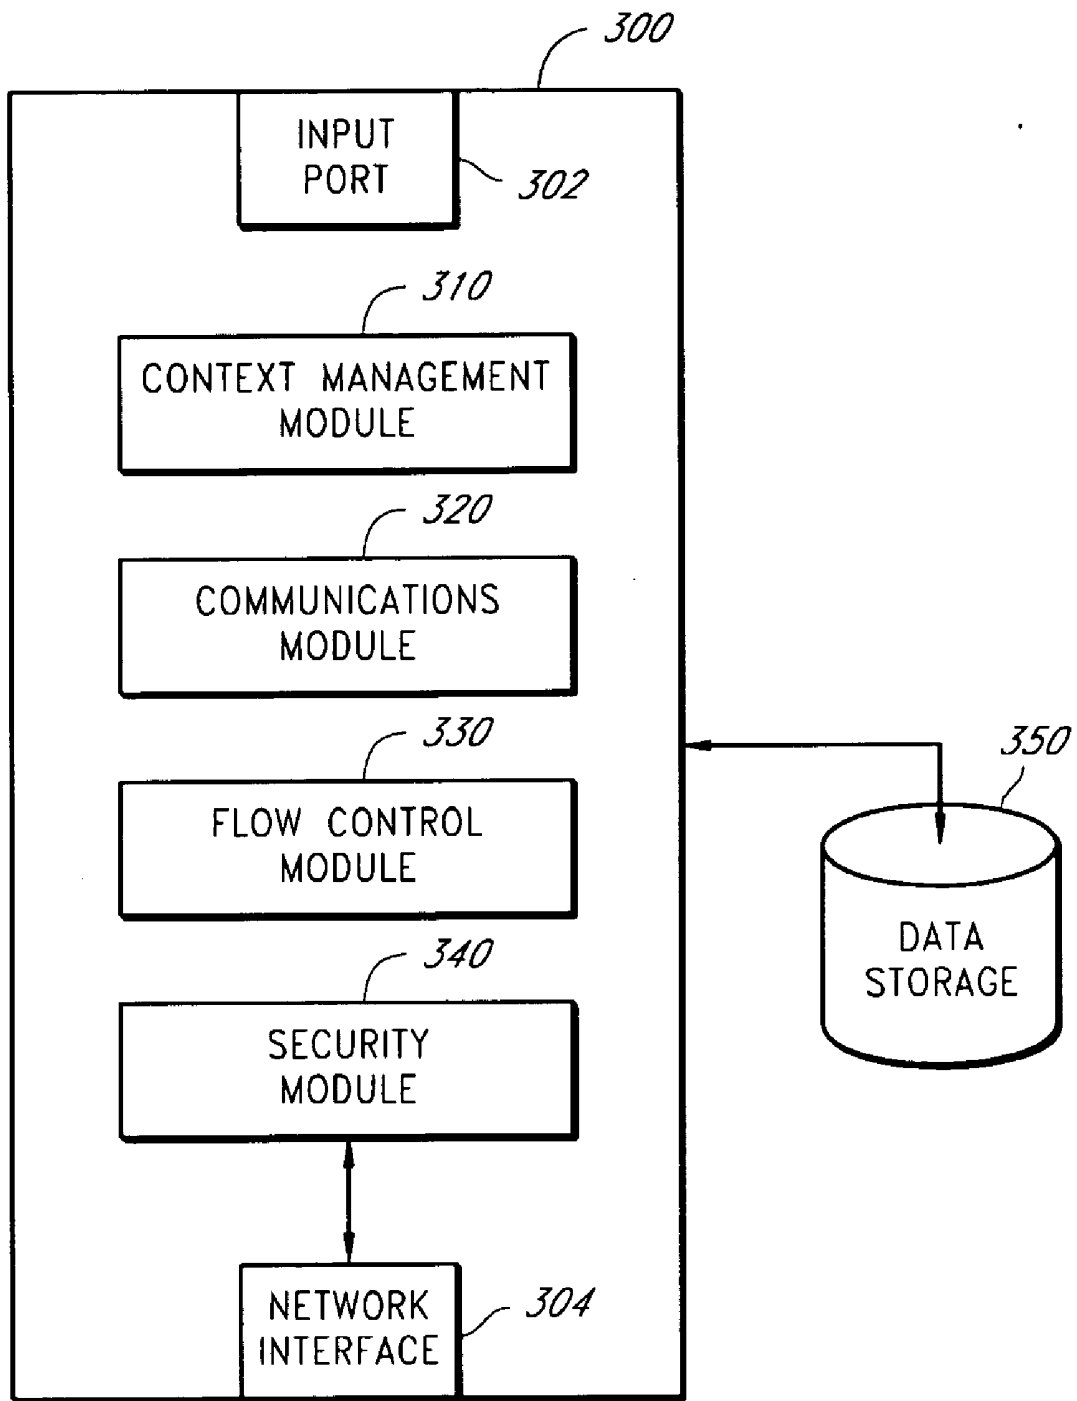 300
INPUT
PORT
302
310
CONTEXT MANAGEMENT
MODULE
320
COMMUNICATIONS
MODULE
330
FLOW CONTROL
MODULE
350
DATA
STORAGE
340
SECURITY
MODULE
NETWORK
INTERFACE
304